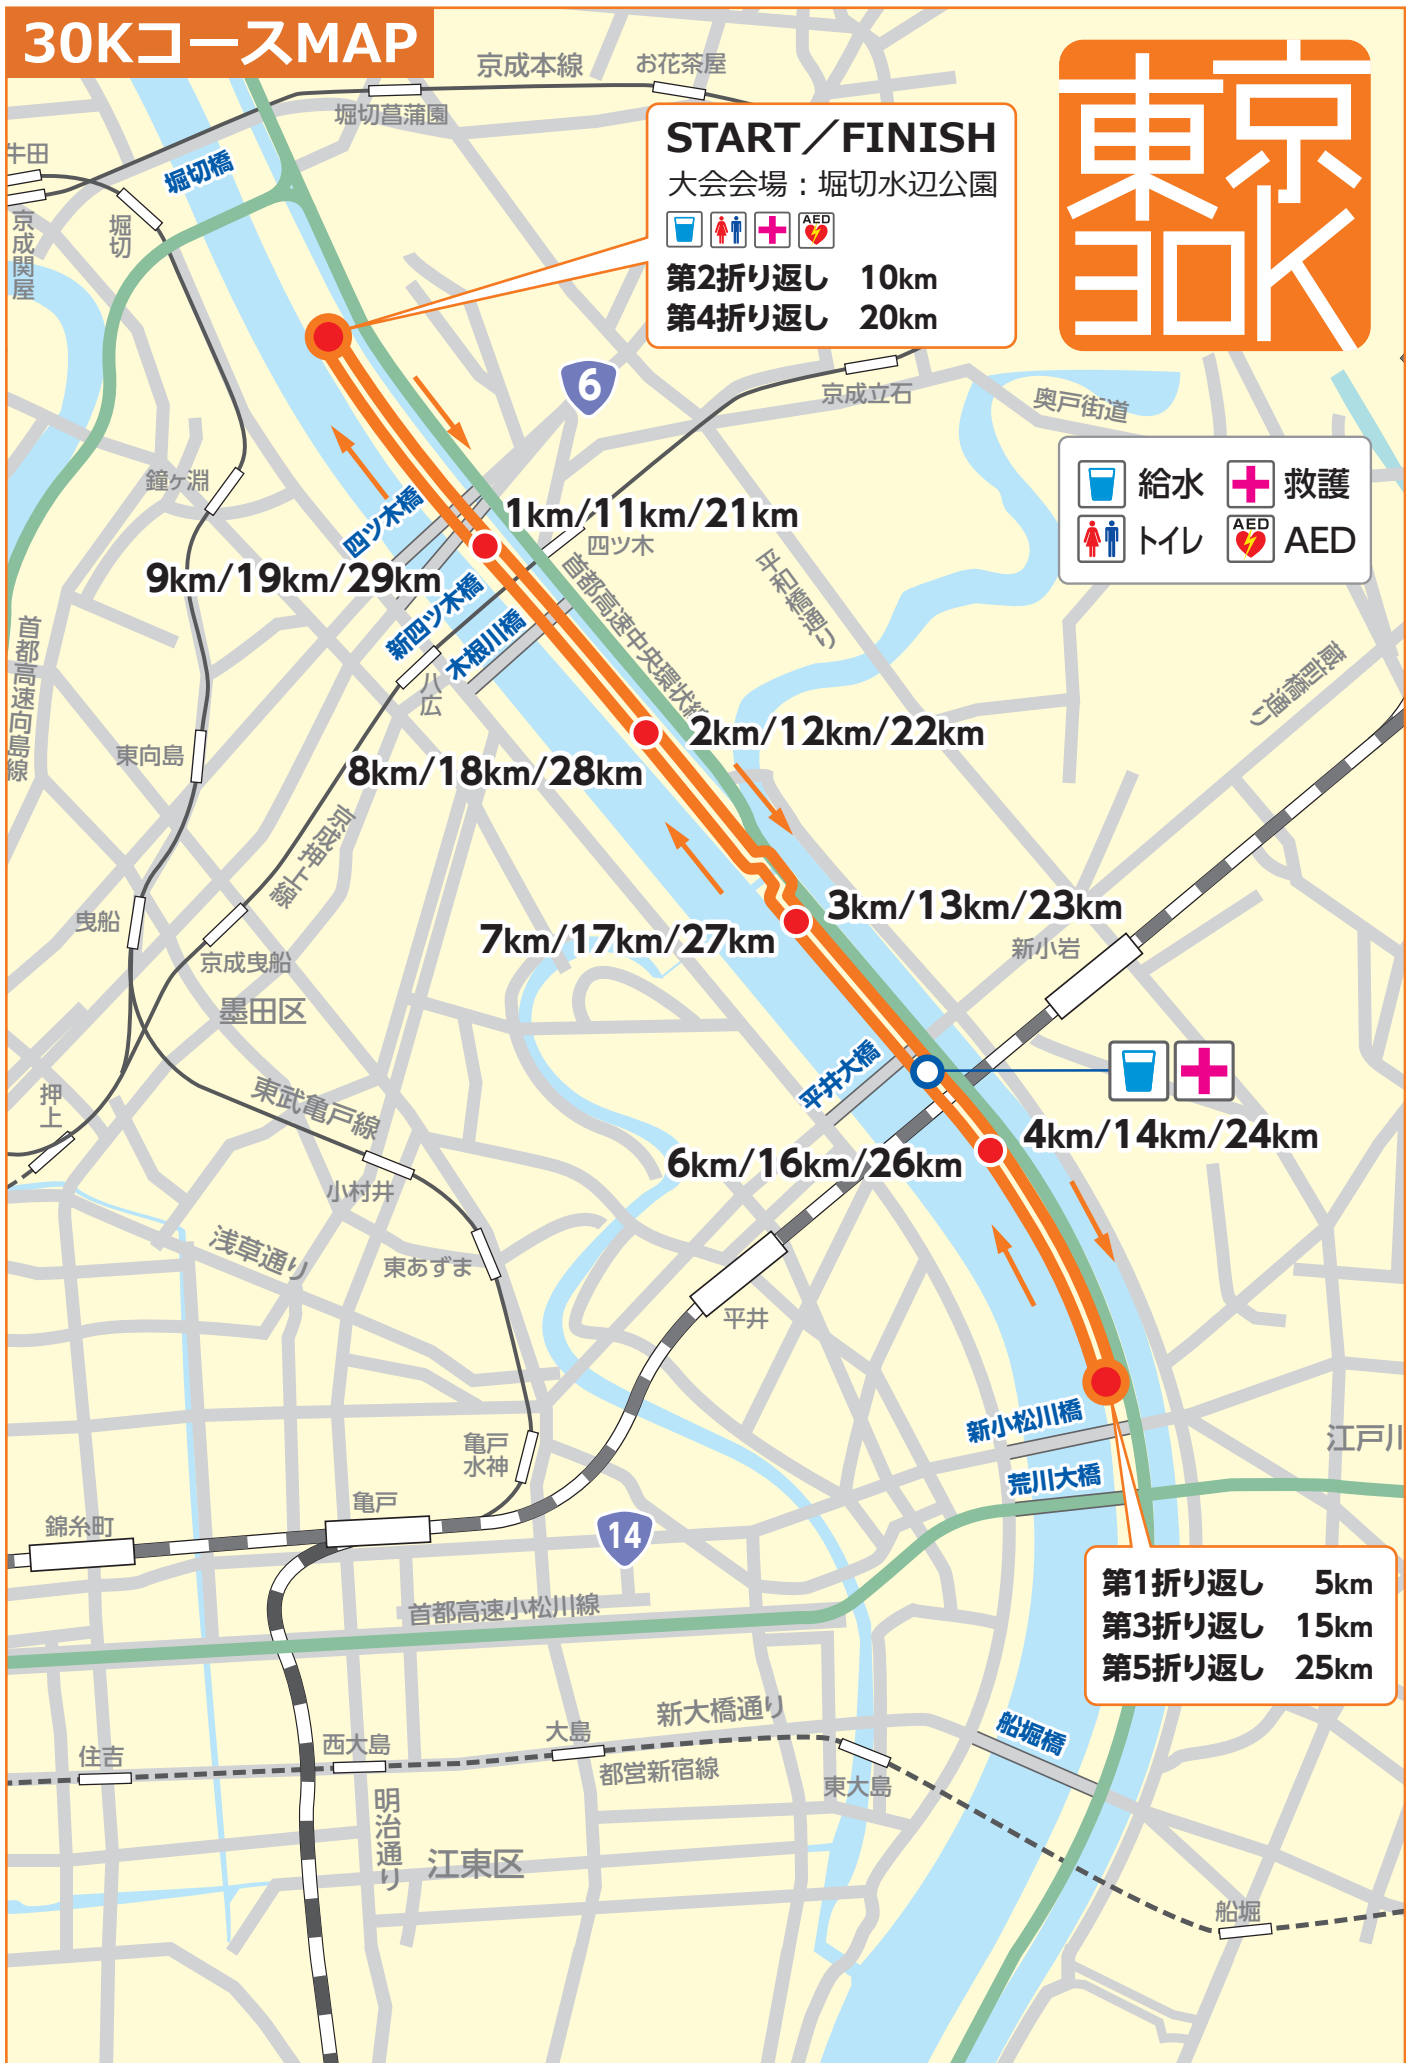 30KコースMAP
東京
30K
京成本線
お花茶屋
堀切菖蒲園
牛田
京成関屋
堀切
堀切橋
START／FINISH
大会会場：堀切水辺公園
AED
第2折り返し 10km
第4折り返し 20km
6
京成立石
奥戸街道
給水
救護
トイレ
AED
AED
鐘ヶ淵
四ツ木橋
1km/11km/21km
四ツ木
9km/19km/29km
新四ツ木橋
木根川橋
首都高速中央環状線
平和橋通り
蔵前橋通り
首都高速向島線
八広
東向島
2km/12km/22km
8km/18km/28km
京成押上線
曳船
京成曳船
墨田区
3km/13km/23km
7km/17km/27km
新小岩
平井大橋
押上
東武亀戸線
4km/14km/24km
6km/16km/26km
小村井
浅草通り
東あずま
平井
新小松川橋
江戸川
荒川大橋
亀戸水神
亀戸
錦糸町
14
第1折り返し 5km
第3折り返し 15km
第5折り返し 25km
首都高速小松川線
新大橋通り
船堀橋
住吉
西大島
大島
都営新宿線
東大島
明治通り
江東区
船堀